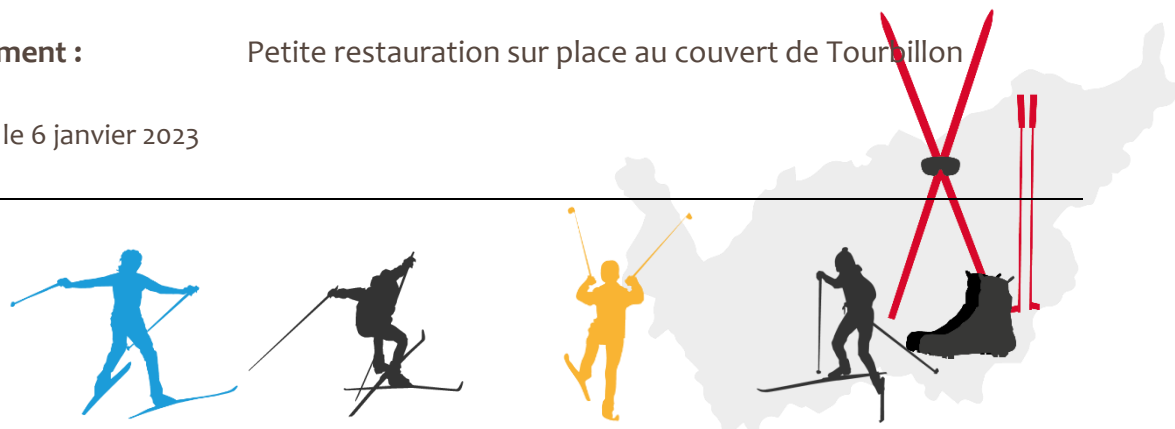 ment : Petite restauration sur place au couvert de Tourbillon
le 6 janvier 2023